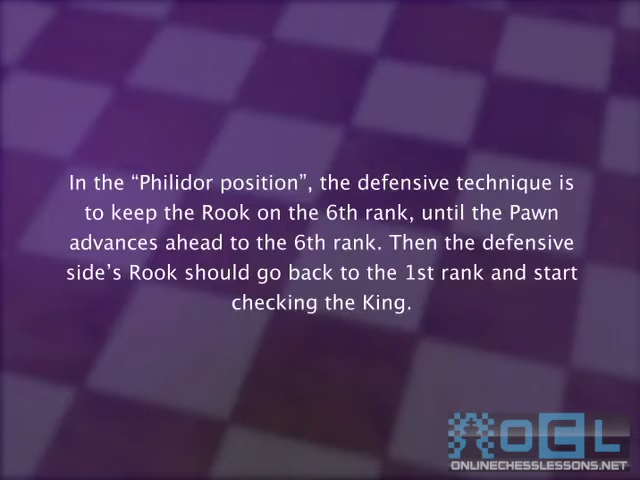 In the “Philidor position”, the defensive technique is
to keep the Rook on the 6th rank, until the Pawn
advances ahead to the 6th rank. Then the defensive
side’s Rook should go back to the 1st rank and start
checking the King.
OCL
ONLINECHESSLESSONS.NET